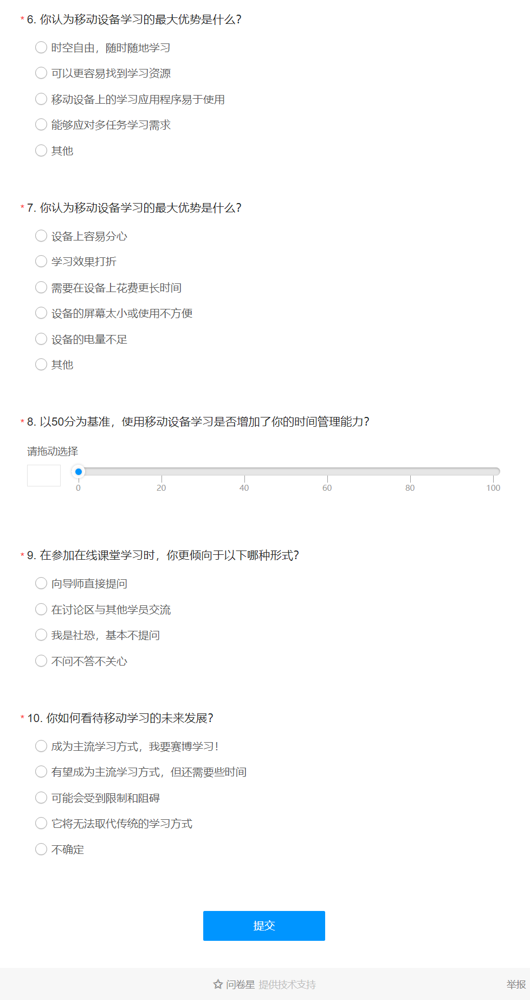 * 6. 你认为移动设备学习的最大优势是什么?
时空自由，随时随地学习
可以更容易找到学习资源
移动设备上的学习应用程序易于使用
能够应对多任务学习需求
其他
* 7. 你认为移动设备学习的最大优势是什么?
设备上容易分心
学习效果打折
需要在设备上花费更长时间
设备的屏幕太小或使用不方便
设备的电量不足
其他
* 8. 以50分为基准，使用移动设备学习是否增加了你的时间管理能力?
请拖动选择
0 20 40 60 80 100
* 9. 在参加在线课堂学习时，你更倾向于以下哪种形式?
向导师直接提问
在讨论区与其他学员交流
我是社恐，基本不提问
不问不答不关心
* 10. 你如何看待移动学习的未来发展?
成为主流学习方式，我要赛博学习！
有望成为主流学习方式，但还需要些时间
可能会受到限制和阻碍
它将无法取代传统的学习方式
不确定
提交
问卷星 提供技术支持 举报